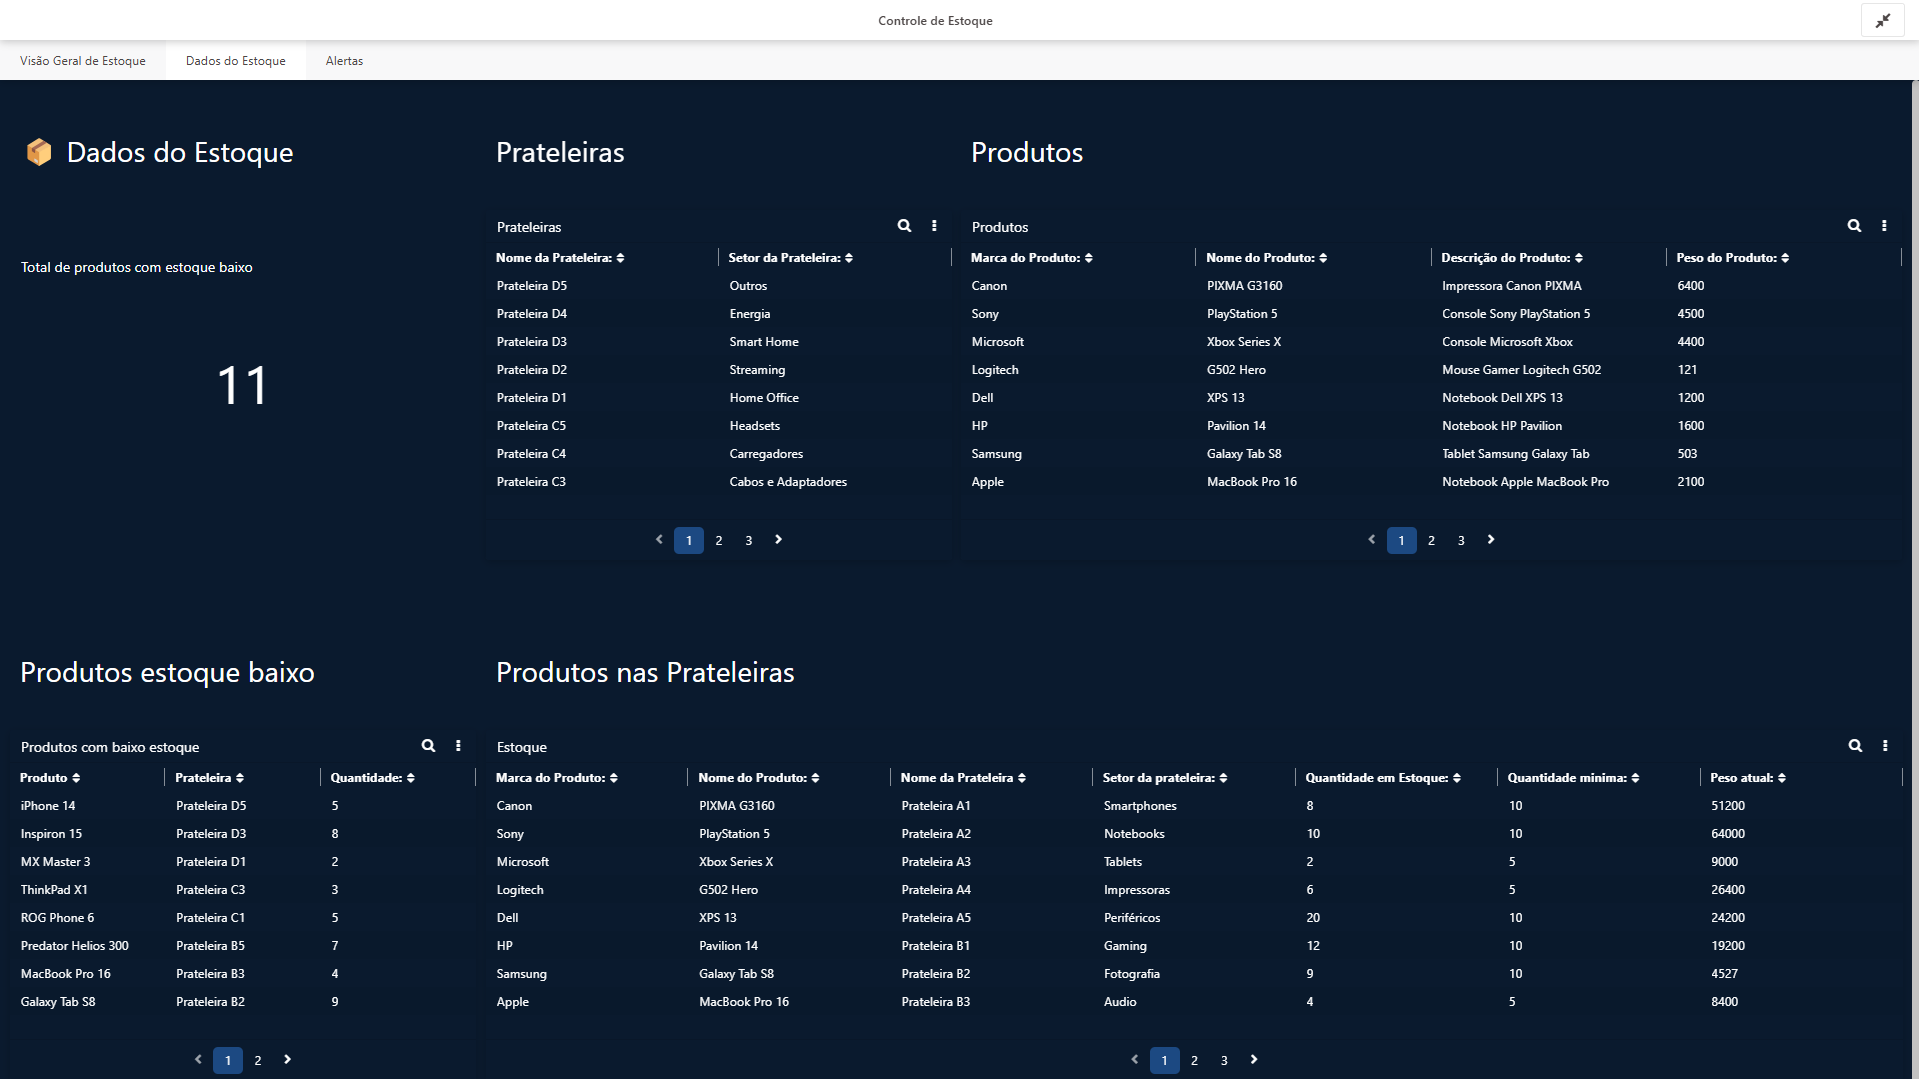 Controle de Estoque
Visão Geral de Estoque Dados do Estoque Alertas
Dados do Estoque
Total de produtos com estoque baixo
11
Prateleiras
Prateleiras
Nome da Prateleira: Setor da Prateleira:
Prateleira D5 Outros
Prateleira D4 Energia
Prateleira D3 Smart Home
Prateleira D2 Streaming
Prateleira D1 Home Office
Prateleira C5 Headsets
Prateleira C4 Carregadores
Prateleira C3 Cabos e Adaptadores
1 2 3
Produtos
Produtos
Marca do Produto: Nome do Produto: Descrição do Produto: Peso do Produto:
Canon PIXMA G3160 Impressora Canon PIXMA 6400
Sony PlayStation 5 Console Sony PlayStation 5 4500
Microsoft Xbox Series X Console Microsoft Xbox 4400
Logitech G502 Hero Mouse Gamer Logitech G502 121
Dell XPS 13 Notebook Dell XPS 13 1200
HP Pavilion 14 Notebook HP Pavilion 1600
Samsung Galaxy Tab S8 Tablet Samsung Galaxy Tab 503
Apple MacBook Pro 16 Notebook Apple MacBook Pro 2100
1 2 3
Produtos estoque baixo
Produtos com baixo estoque
Produto Prateleira Quantidade:
iPhone 14 Prateleira D5 5
Inspiron 15 Prateleira D3 8
MX Master 3 Prateleira D1 2
ThinkPad X1 Prateleira C3 3
ROG Phone 6 Prateleira C1 5
Predator Helios 300 Prateleira B5 7
MacBook Pro 16 Prateleira B3 4
Galaxy Tab S8 Prateleira B2 9
1 2
Produtos nas Prateleiras
Estoque
Marca do Produto: Nome do Produto: Nome da Prateleira Setor da prateleira: Quantidade em Estoque: Quantidade minima: Peso atual:
Canon PIXMA G3160 Prateleira A1 Smartphones 8 10 51200
Sony PlayStation 5 Prateleira A2 Notebooks 10 10 64000
Microsoft Xbox Series X Prateleira A3 Tablets 2 5 9000
Logitech G502 Hero Prateleira A4 Impressoras 6 5 26400
Dell XPS 13 Prateleira A5 Periféricos 20 10 24200
HP Pavilion 14 Prateleira B1 Gaming 12 10 19200
Samsung Galaxy Tab S8 Prateleira B2 Fotografia 9 10 4527
Apple MacBook Pro 16 Prateleira B3 Audio 4 5 8400
1 2 3